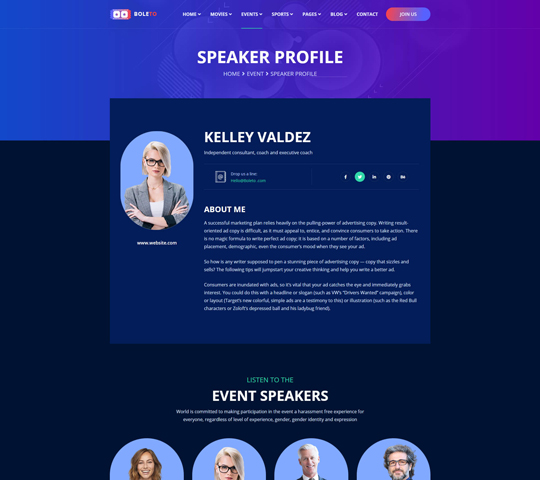 BOLETO
HOME
MOVIES
EVENTS
SPORTS
PAGES
BLOG
CONTACT
JOIN US
SPEAKER PROFILE
HOME > EVENT > SPEAKER PROFILE
KELLEY VALDEZ
Independent consultant, coach and executive coach
Drop us a line:
www.website.com
ABOUT ME
A successful marketing plan relies heavily on the pulling-power of advertising copy. Writing result-
oriented ad copy is difficult, as it must appeal to, entice, and convince consumers to take action. There
is no magic formula to write perfect ad copy; it is based on a number of factors, including ad
placement, demographic, even the consumer's mood when they see your ad.
So how is any writer supposed to pen a stunning piece of advertising copy — copy that sizzles and
sells? The following tips will jumpstart your creative thinking and help you write a better ad.
Consumers are inundated with ads, so it's vital that your ad catches the eye and immediately grabs
interest. You could do this with a headline or slogan (such as VW's "Drivers Wanted" campaign), color
or layout (Target's new colorful, simple ads are a testimony to this) or illustration (such as the Red Bull
characters or Zoloft's depressed ball and his ladybug friend).
LISTEN TO THE
EVENT SPEAKERS
World is committed to making participation in the event a harassment free experience for
everyone, regardless of level of experience, gender, gender identity and expression